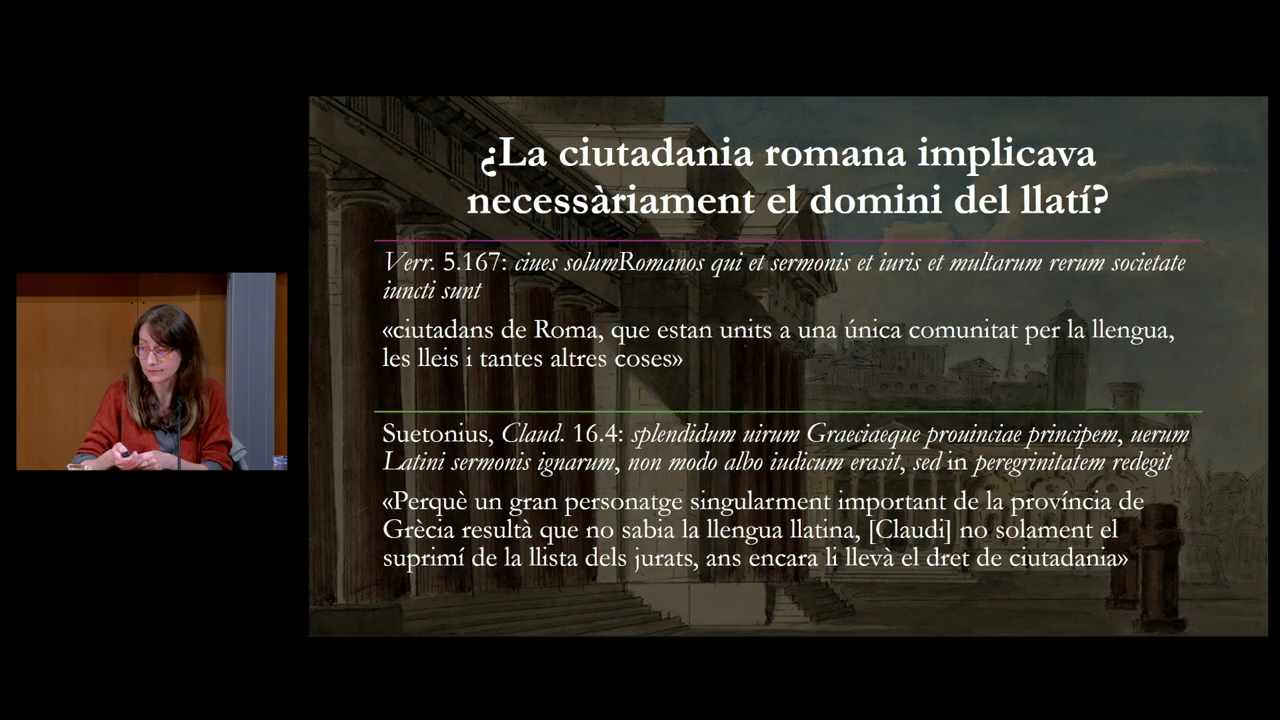 ¿La ciutadania romana implicava
necessàriament el domini del llatí?
Verr. 5.167: ciues solumRomanos qui et sermonis et iuris et multarum rerum societate
iuncti sunt
«ciutadans de Roma, que estan units a una única comunitat per la llengua,
les lleis i tantes altres coses»
Suetonius, Claud. 16.4: splendidum uirum Graeciaeque prouinciae principem, uerum
Latini sermonis ignarum, non modo albo iudicum erasit, sed in peregrinitatem redegit
«Perquè un gran personatge singularment important de la província de
Grècia resultà que no sabia la llengua llatina, [Claudi] no solament el
suprimí de la llista dels jurats, ans encara li llevà el dret de ciutadania»